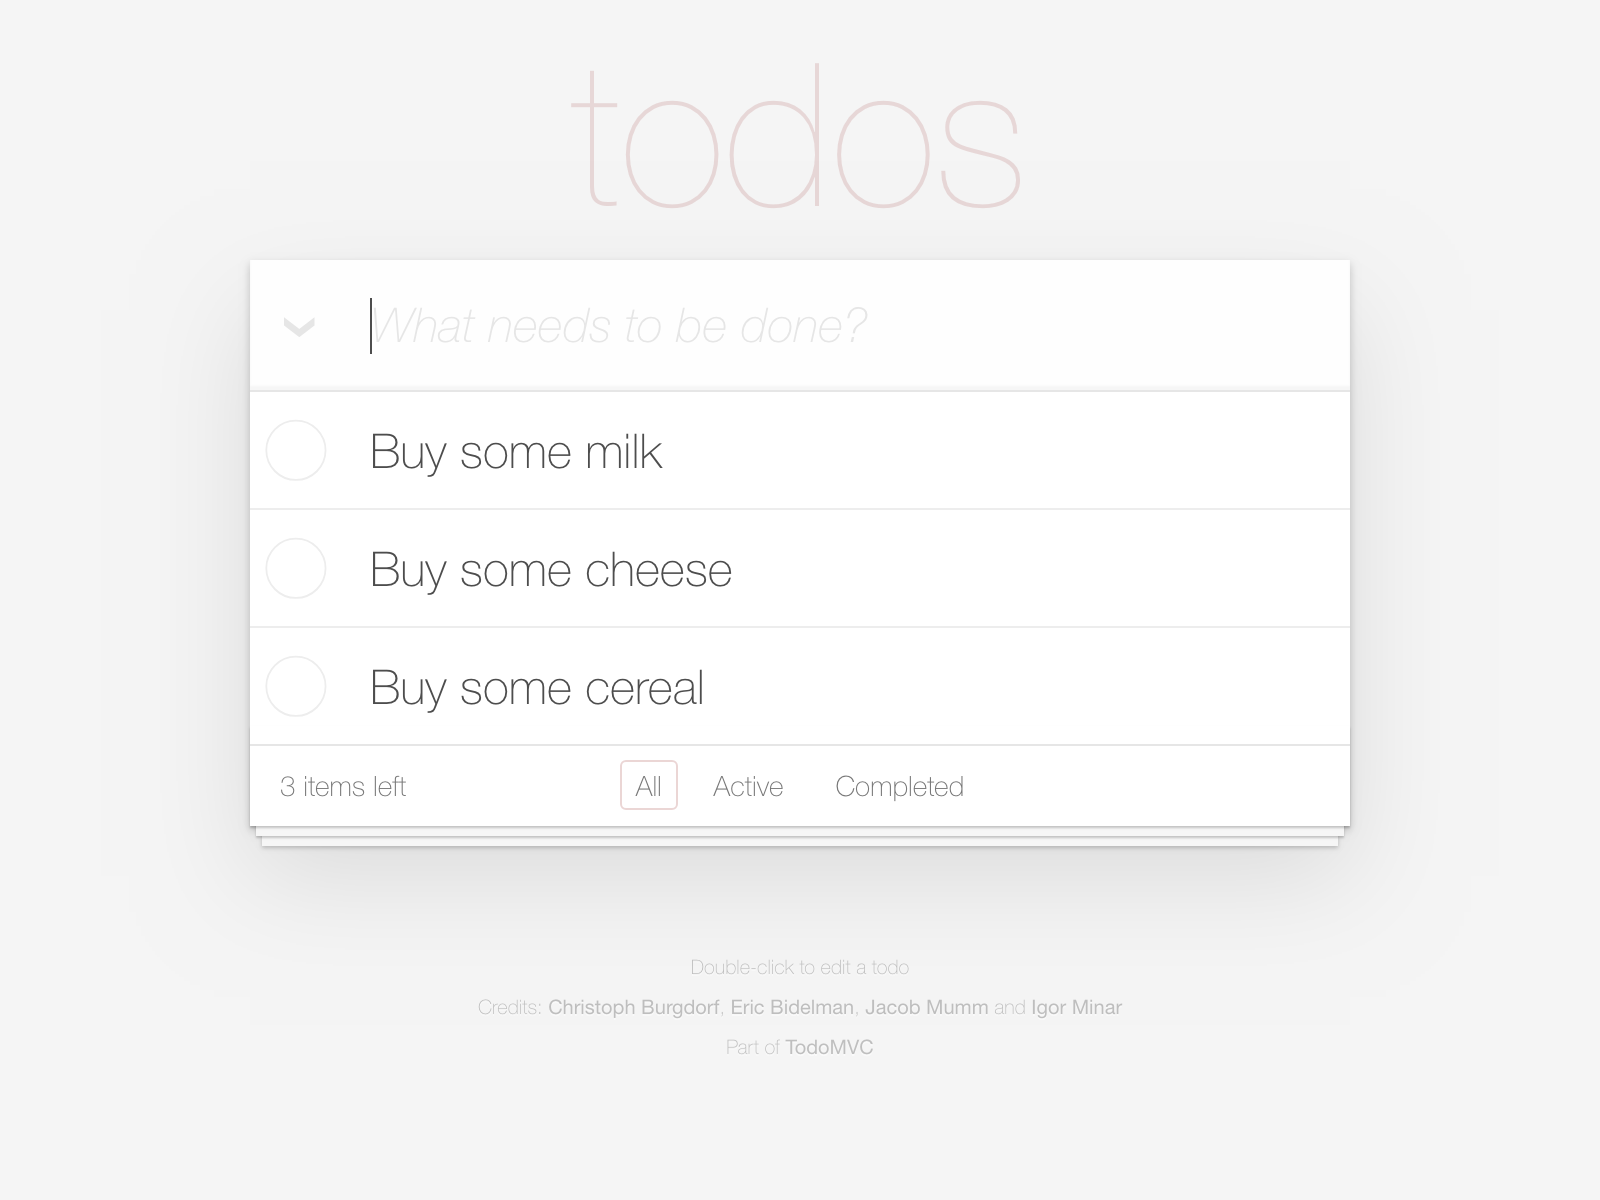 todos
What needs to be done?
Buy some milk
Buy some cheese
Buy some cereal
3 items left All Active Completed
Double-click to edit a todo
Credits: Christoph Burgdorf, Eric Bidelman, Jacob Mumm and Igor Minar
Part of TodoMVC